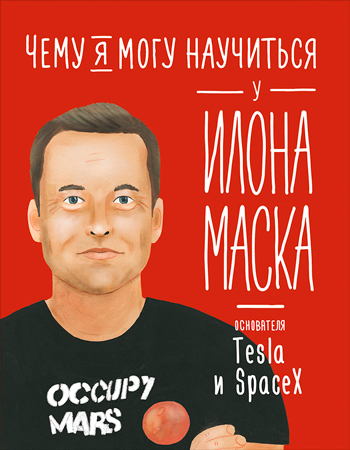 Чему я могу научиться
у
Илона
Маска
основателя
Tesla
и SpaceX
OCCUPY
MARS